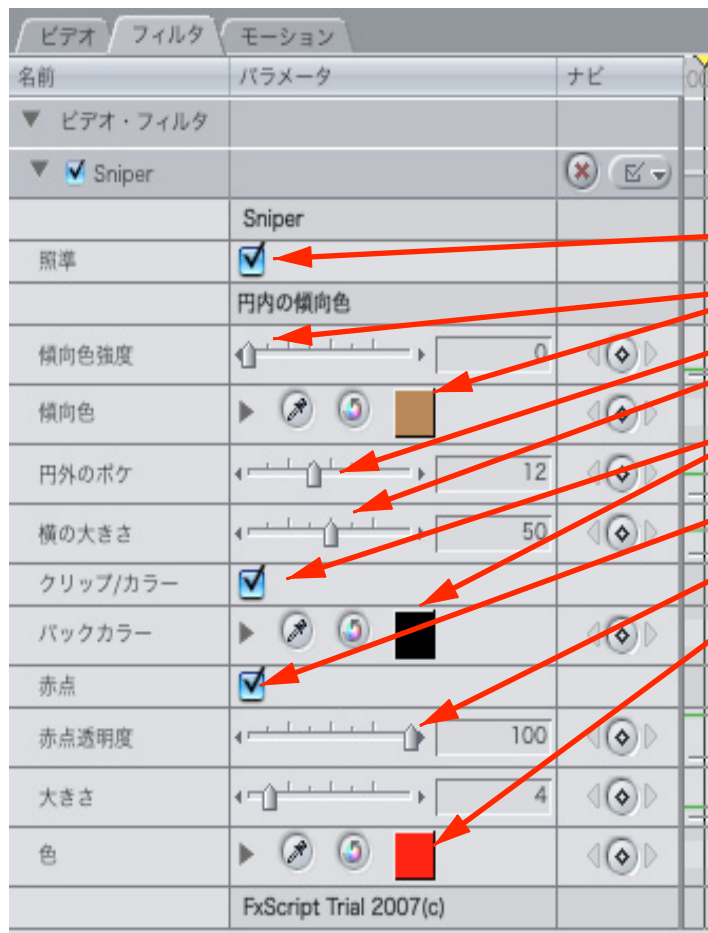 ビデオ フィルタ モーション
名前 パラメータ ナビ 00
ビデオ・フィルタ
Sniper
Sniper
照準
円内の傾向色
傾向色強度 0
傾向色
円外のボケ 12
横の大きさ 50
クリップ/カラー
バックカラー
赤点
赤点透明度 100
大きさ 4
色
FxScript Trial 2007(c)